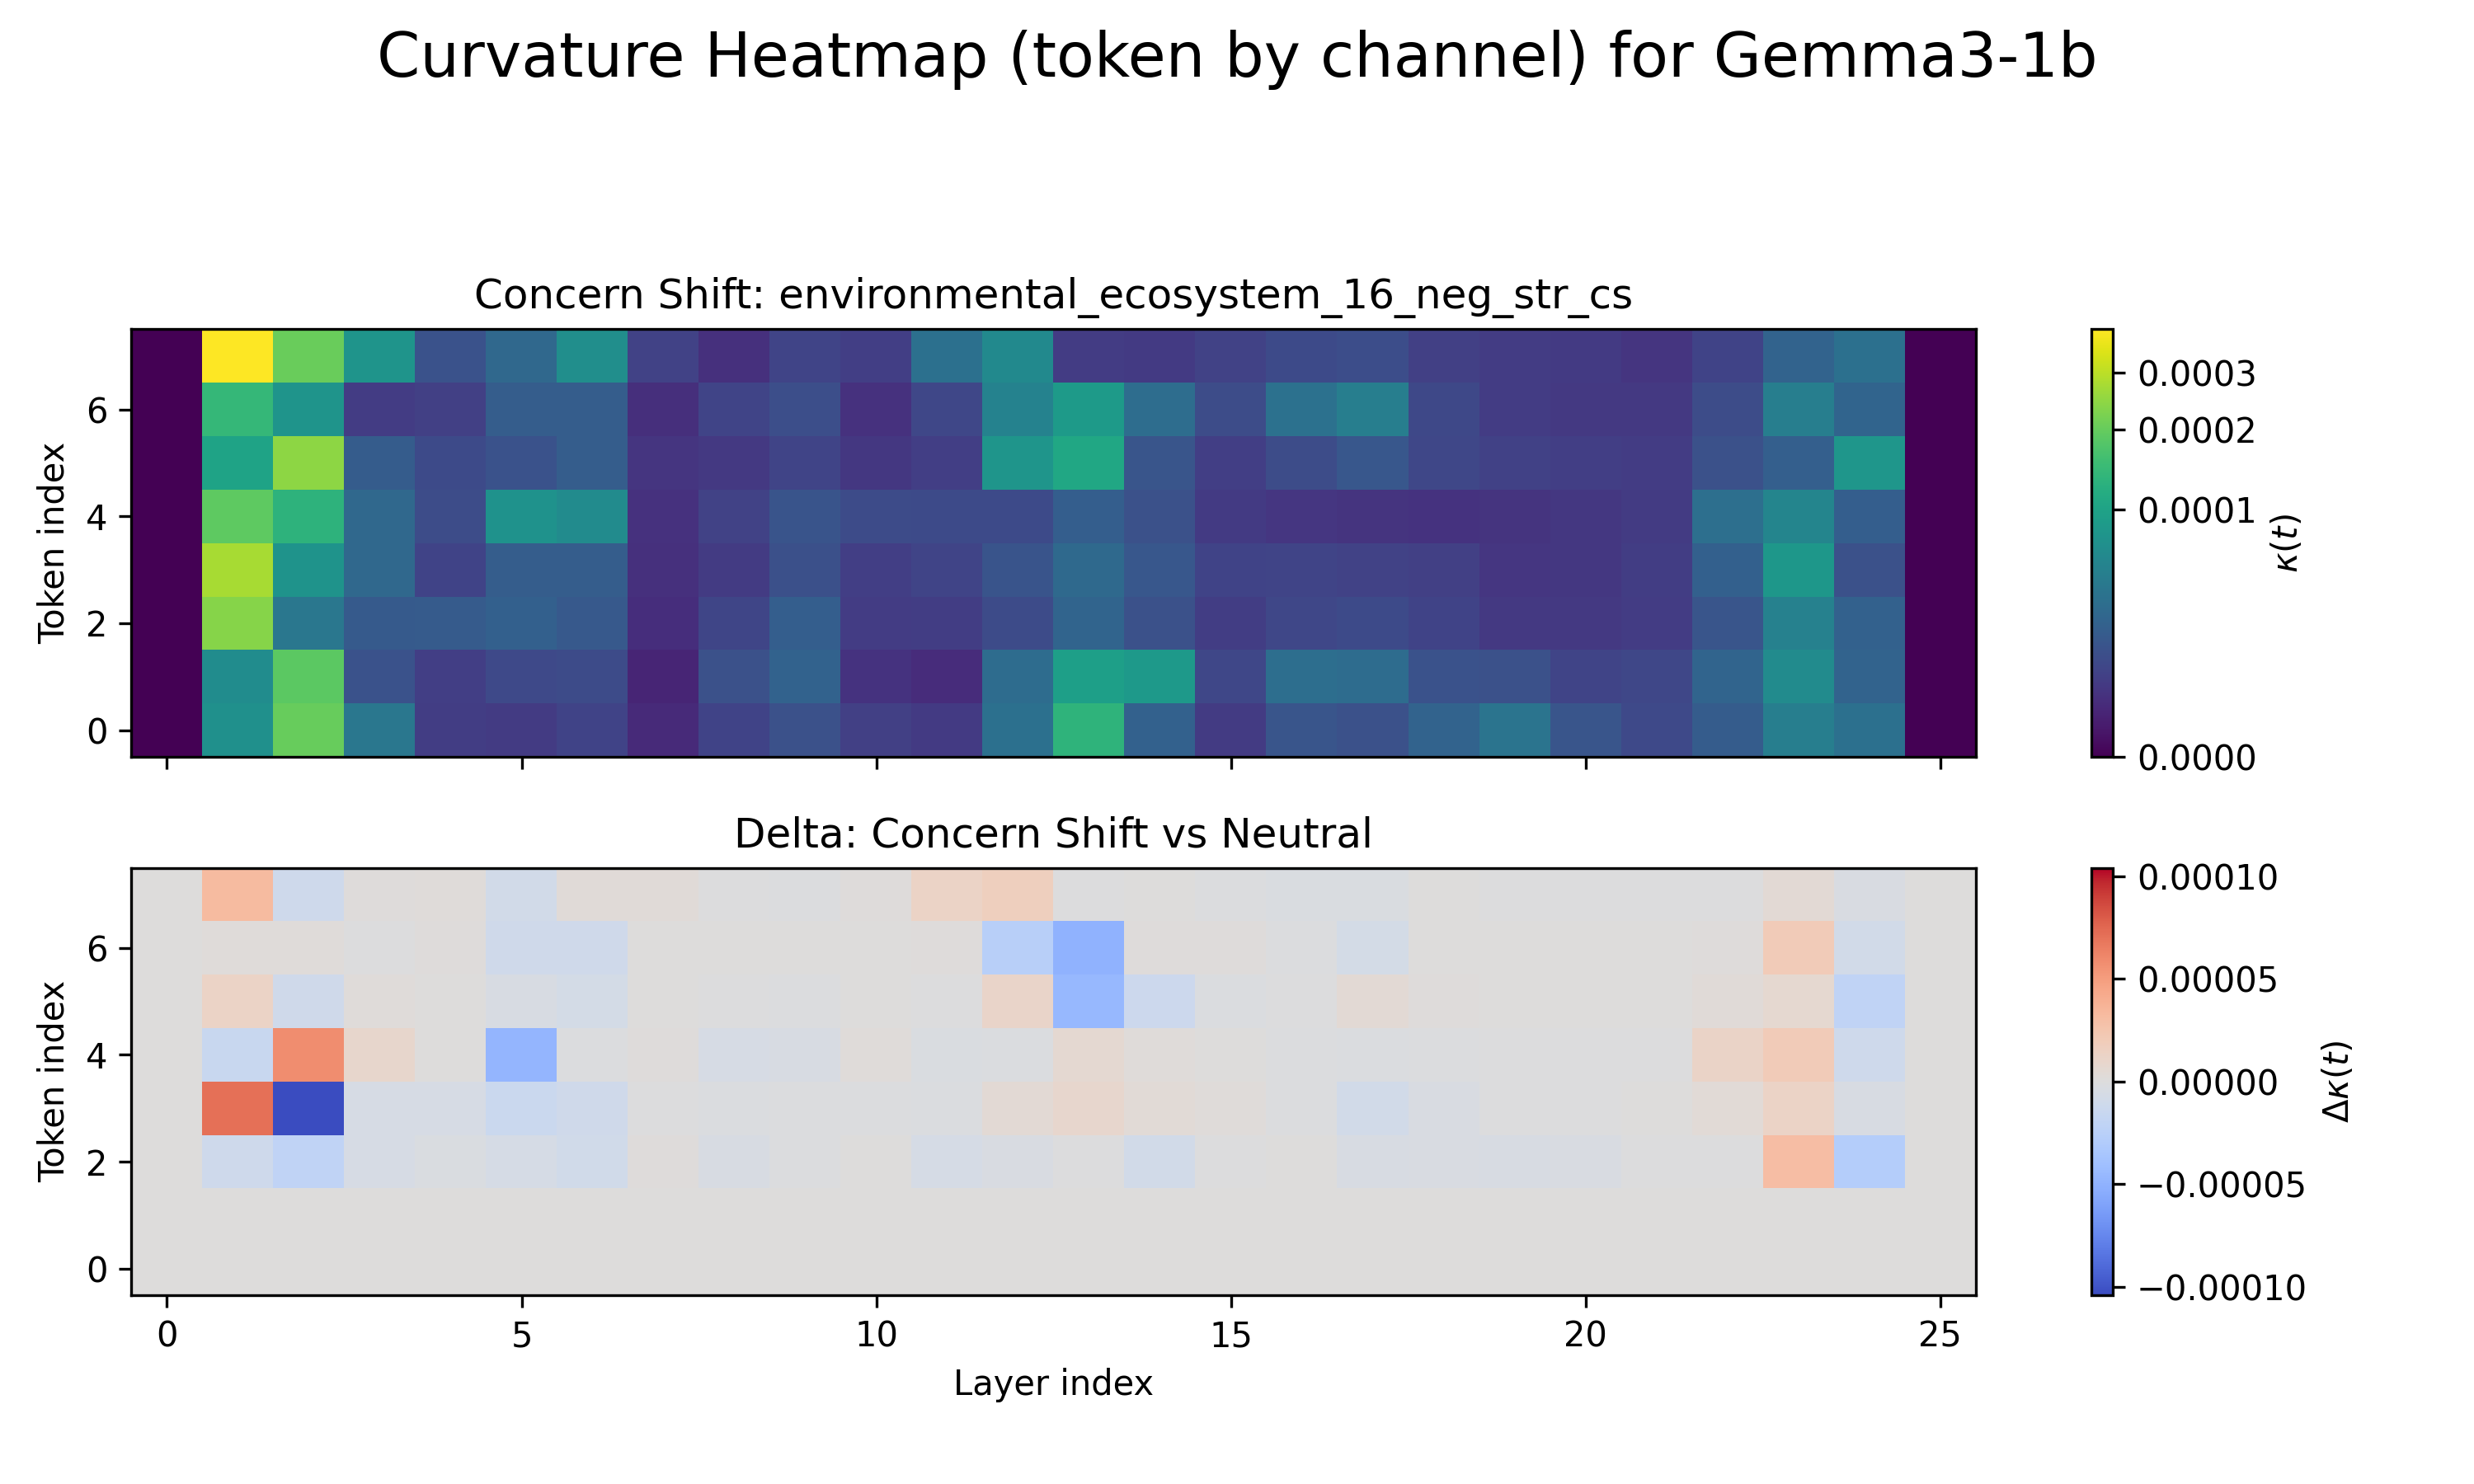 Curvature Heatmap (token by channel) for Gemma3-1b
Concern Shift: environmental_ecosystem_16_neg_str_cs
Token index
6
4
2
0
0.0003
0.0002
0.0001
0.0000
κ(t)
Delta: Concern Shift vs Neutral
Token index
6
4
2
0
0.00010
0.00005
0.00000
−0.00005
−0.00010
Δκ(t)
0 5 10 15 20 25
Layer index